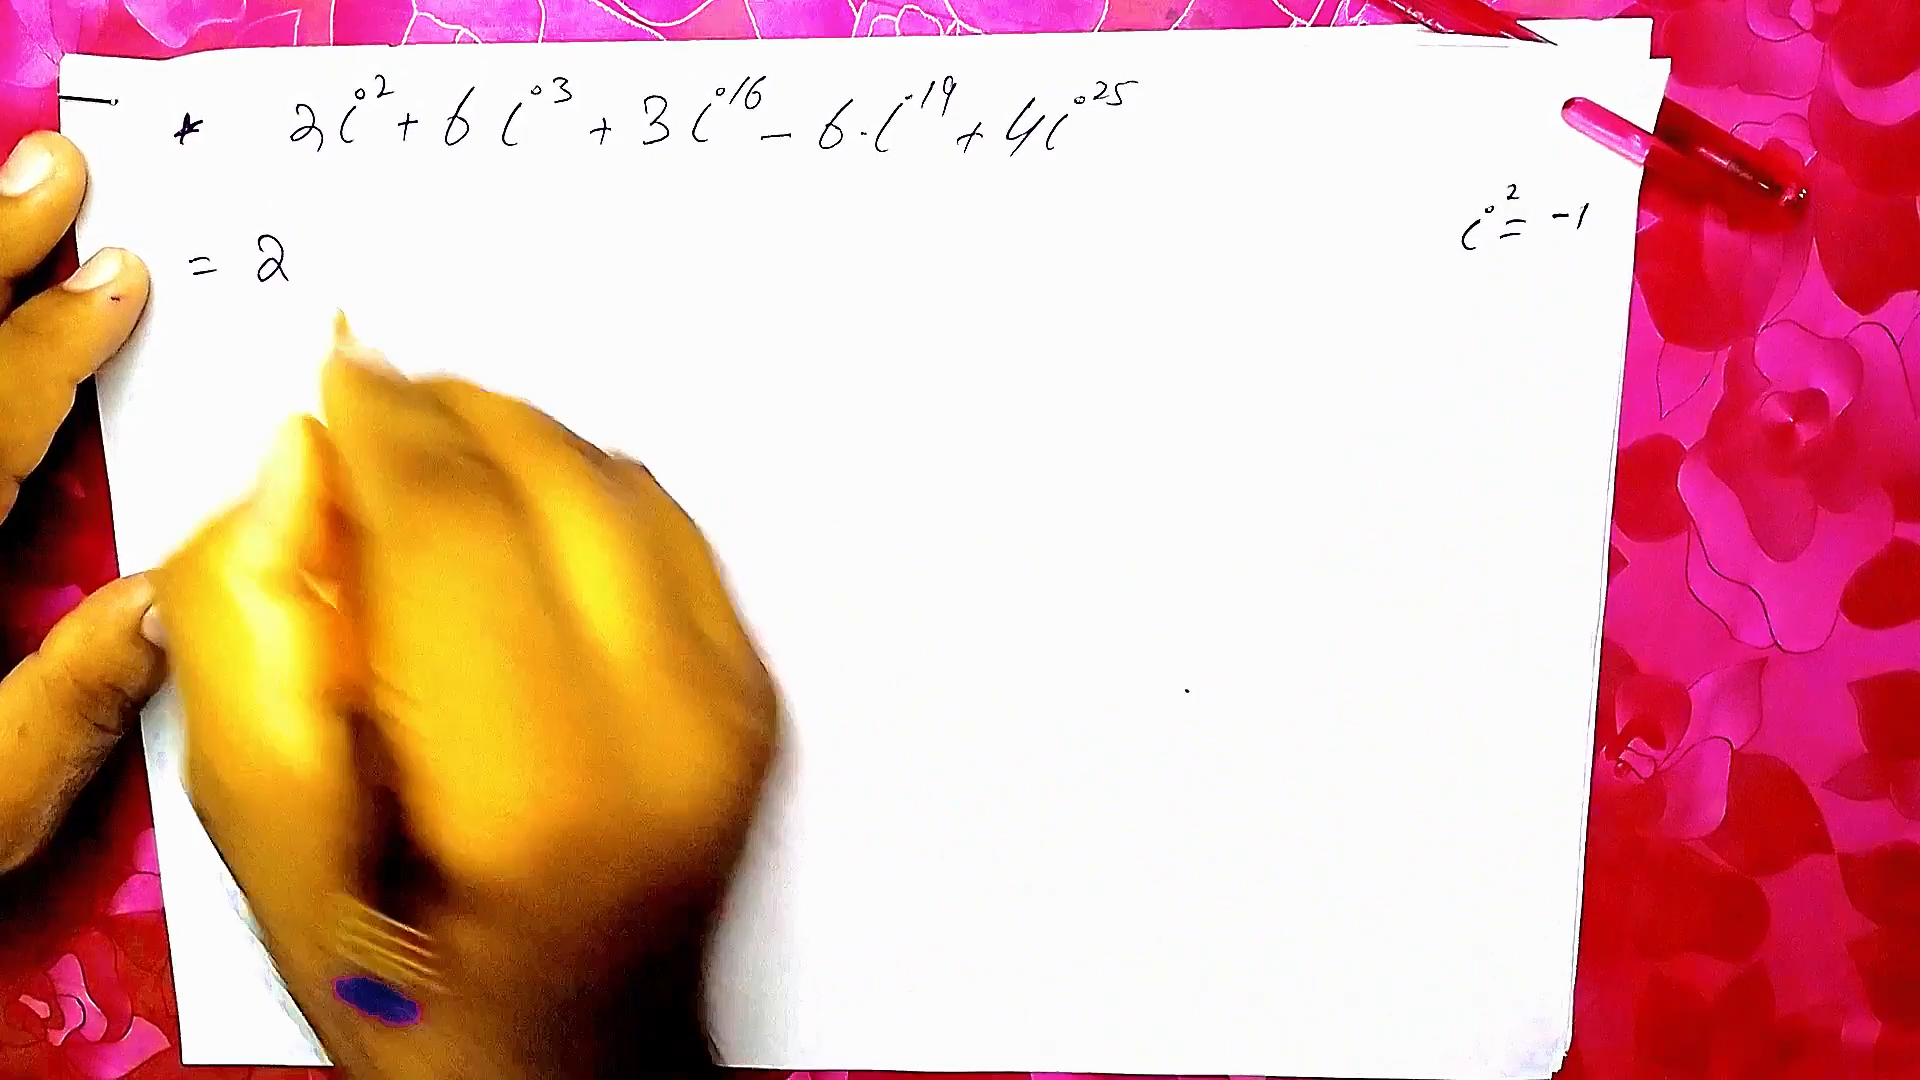 * 2i² + 6i³ + 3i¹⁶ - 6·i¹⁹ + 4i²⁵
i² = -1
= 2